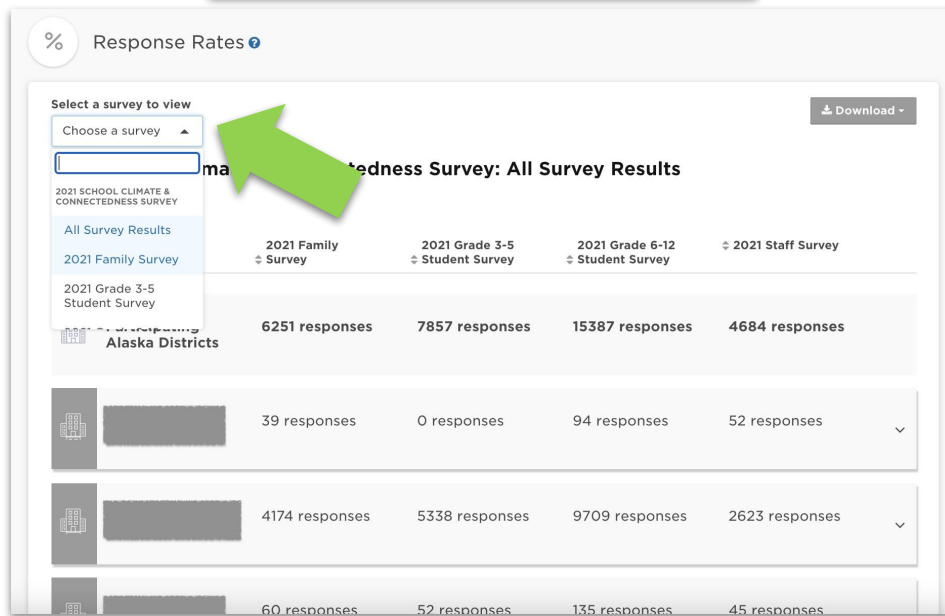 % Response Rates ?
Select a survey to view
Choose a survey
Download
tedness Survey: All Survey Results
2021 SCHOOL CLIMATE &
CONNECTEDNESS SURVEY
All Survey Results
2021 Family Survey
2021 Grade 3-5
Student Survey
2021 Family
Survey
2021 Grade 3-5
Student Survey
2021 Grade 6-12
Student Survey
2021 Staff Survey
Participating
Alaska Districts
6251 responses
7857 responses
15387 responses
4684 responses
39 responses
0 responses
94 responses
52 responses
4174 responses
5338 responses
9709 responses
2623 responses
60 responses
52 responses
135 responses
45 responses